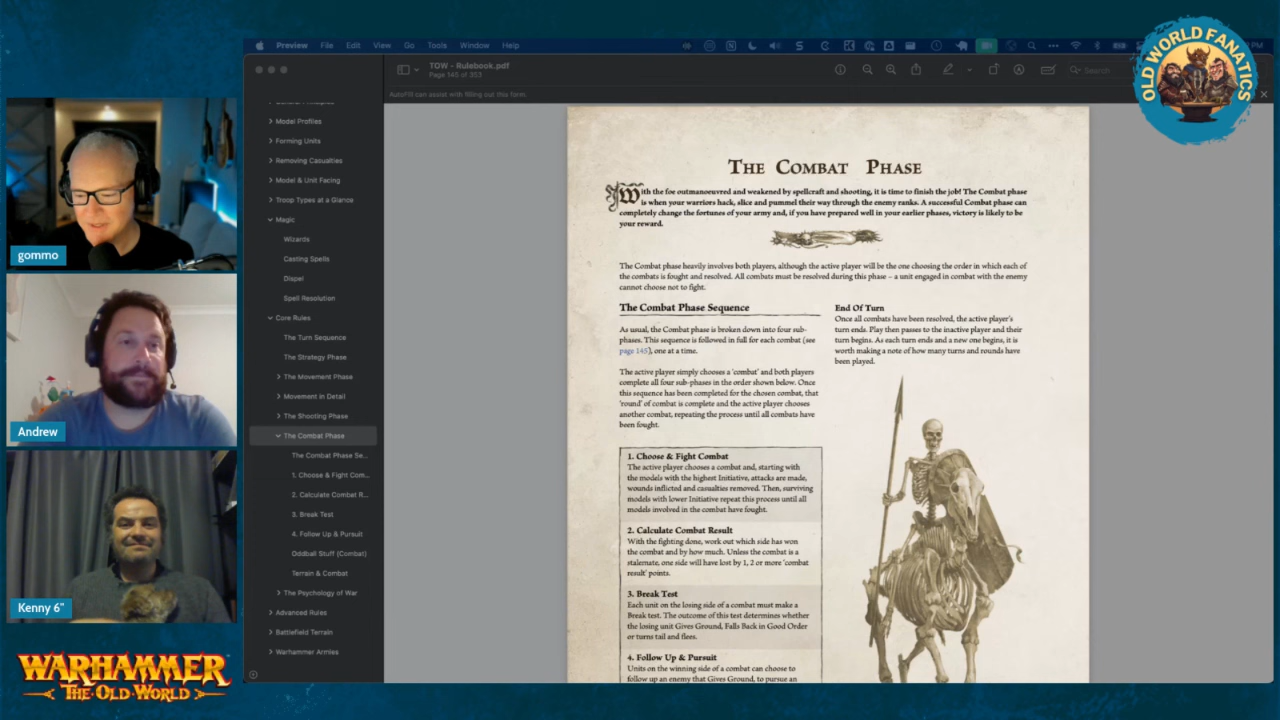 Preview File Edit View Go Tools Window Help
TOW - Rulebook.pdf
Page 145 of 353
Search
AutoFill can assist with filling out this form.
OLD WORLD FANATICS
gommo
Andrew
Kenny 6"
WARHAMMER
THE OLD WORLD
General Principles
Model Profiles
Forming Units
Removing Casualties
Model & Unit Facing
Troop Types at a Glance
Magic
Wizards
Casting Spells
Dispel
Spell Resolution
Core Rules
The Turn Sequence
The Strategy Phase
The Movement Phase
Movement in Detail
The Shooting Phase
The Combat Phase
The Combat Phase Se...
1. Choose & Fight Com...
2. Calculate Combat R...
3. Break Test
4. Follow Up & Pursuit
Oddball Stuff (Combat)
Terrain & Combat
The Psychology of War
Advanced Rules
Battlefield Terrain
Warhammer Armies
THE COMBAT PHASE
With the foe outmanoeuvred and weakened by spellcraft and shooting, it is time to finish the job! The Combat phase
is when your warriors hack, slice and pummel their way through the enemy ranks. A successful Combat phase can
completely change the fortunes of your army and, if you have prepared well in your earlier phases, victory is likely to be
your reward.
The Combat phase heavily involves both players, although the active player will be the one choosing the order in which each of
the combats is fought and resolved. All combats must be resolved during this phase – a unit engaged in combat with the enemy
cannot choose not to fight.
The Combat Phase Sequence
As usual, the Combat phase is broken down into four sub-
phases. This sequence is followed in full for each combat (see
page 145), one at a time.
The active player simply chooses a 'combat' and both players
complete all four sub-phases in the order shown below. Once
this sequence has been completed for the chosen combat, that
'round' of combat is complete and the active player chooses
another combat, repeating the process until all combats have
been fought.
1. Choose & Fight Combat
The active player chooses a combat and, starting with
the models with the highest Initiative, attacks are made,
wounds inflicted and casualties removed. Then, surviving
models with lower Initiative repeat this process until all
models involved in the combat have fought.
2. Calculate Combat Result
With the fighting done, work out which side has won
the combat and by how much. Unless the combat is a
stalemate, one side will have lost by 1, 2 or more 'combat
result' points.
3. Break Test
Each unit on the losing side of a combat must make a
Break test. The outcome of this test determines whether
the losing unit Gives Ground, Falls Back in Good Order
or turns tail and flees.
4. Follow Up & Pursuit
Units on the winning side of a combat can choose to
follow up an enemy that Gives Ground, to pursue an
End Of Turn
Once all combats have been resolved, the active player's
turn ends. Play then passes to the inactive player and their
turn begins. As each turn ends and a new one begins, it is
worth making a note of how many turns and rounds have
been played.